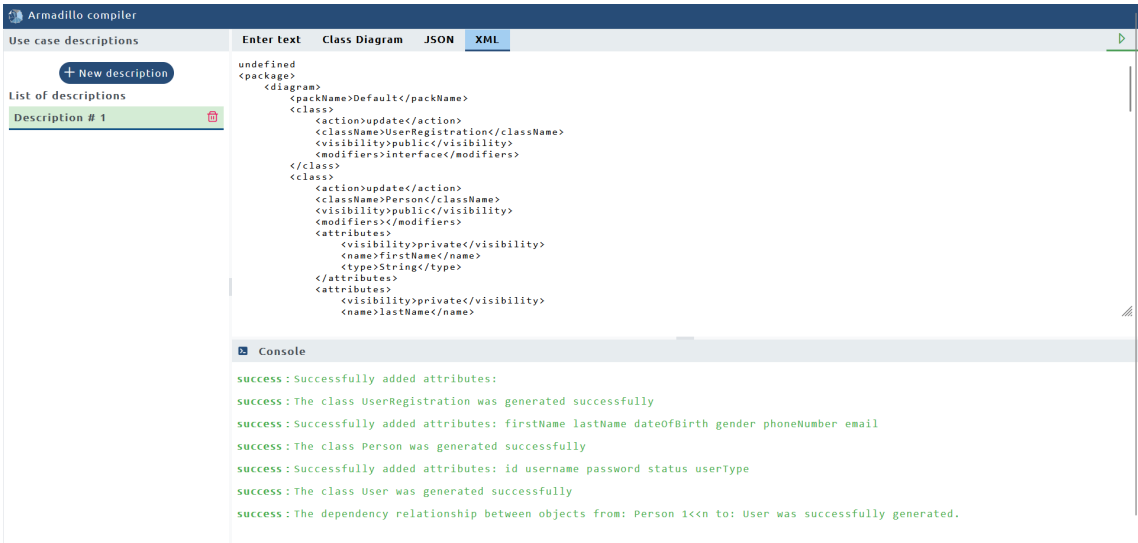 Armadillo compiler
Use case descriptions
+ New description
List of descriptions
Description # 1
Enter text Class Diagram JSON XML
undefined
<package>
    <diagram>
        <packName>Default</packName>
        <class>
            <action>update</action>
            <className>UserRegistration</className>
            <visibility>public</visibility>
            <modifiers>interface</modifiers>
        </class>
        <class>
            <action>update</action>
            <className>Person</className>
            <visibility>public</visibility>
            <modifiers></modifiers>
            <attributes>
                <visibility>private</visibility>
                <name>firstName</name>
                <type>String</type>
            </attributes>
            <attributes>
                <visibility>private</visibility>
                <name>lastName</name>
Console
success : Successfully added attributes:
success : The class UserRegistration was generated successfully
success : Successfully added attributes: firstName lastName dateOfBirth gender phoneNumber email
success : The class Person was generated successfully
success : Successfully added attributes: id username password status userType
success : The class User was generated successfully
success : The dependency relationship between objects from: Person 1<<n to: User was successfully generated.